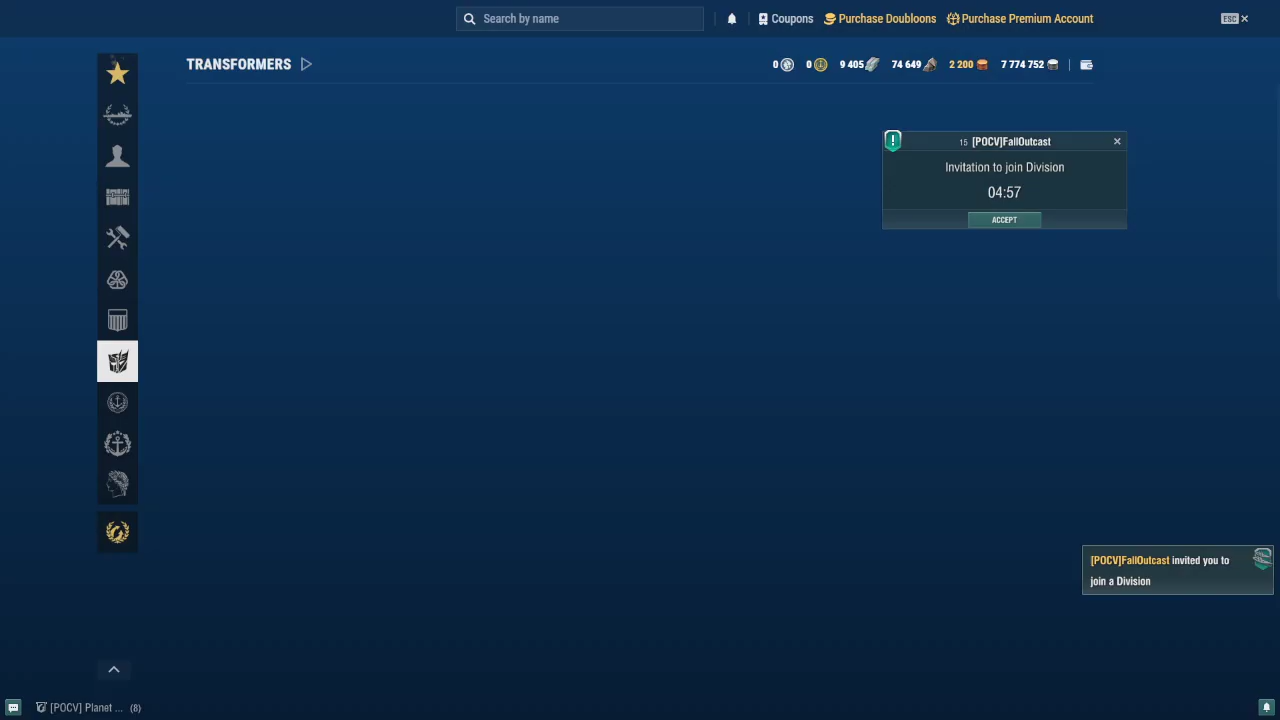 Search by name
Coupons
Purchase Doubloons
Purchase Premium Account
ESC
TRANSFORMERS
0
0
9 405
74 649
2 200
7 774 752
15 [POCV]FallOutcast
Invitation to join Division
04:57
ACCEPT
[POCV]FallOutcast invited you to
join a Division
[POCV] Planet ... (8)